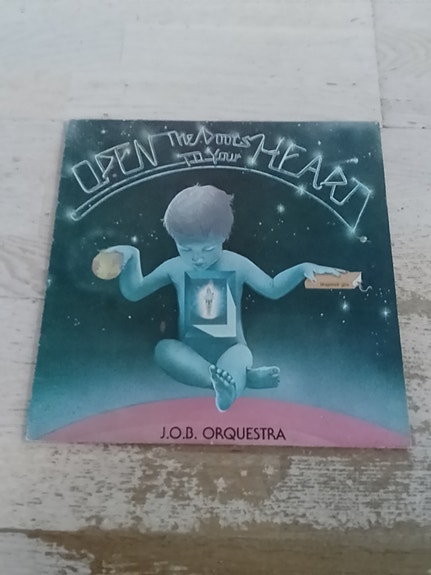 OPEN The Doors HEART
To Your
J.O.B. ORQUESTRA